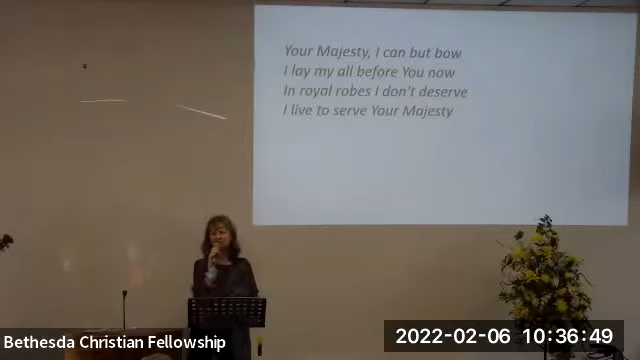 Your Majesty, I can but bow
I lay my all before You now
In royal robes I don't deserve
I live to serve Your Majesty
Bethesda Christian Fellowship
2022-02-06 10:36:49